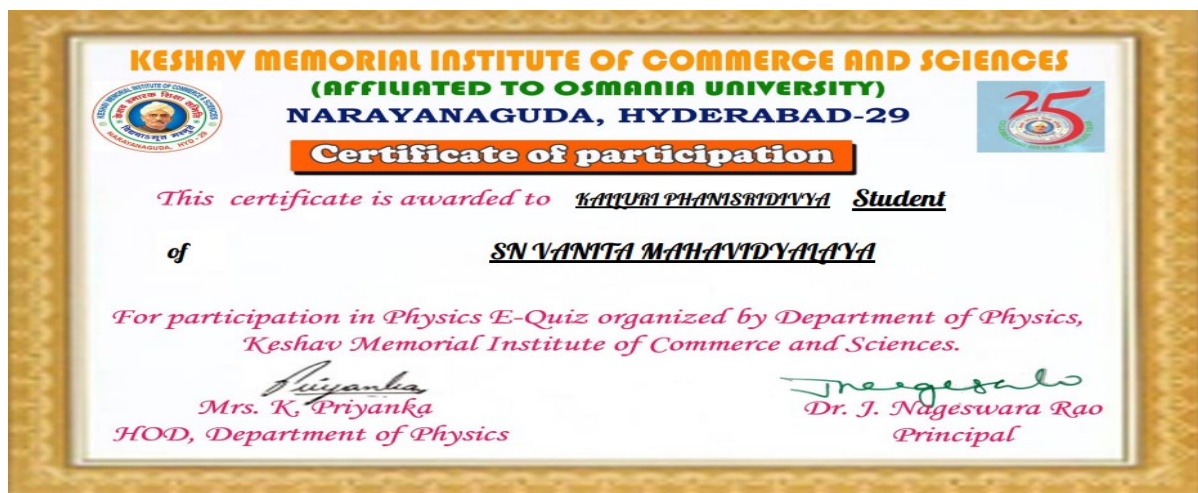 KESHAV MEMORIAL INSTITUTE OF COMMERCE AND SCIENCES
(AFFILIATED TO OSMANIA UNIVERSITY)
NARAYANAGUDA, HYDERABAD-29
25
Certificate of participation
This certificate is awarded to KALLURI PHANISRIDIVYA Student
of SN VANITA MAHAVIDYALAYA
For participation in Physics E-Quiz organized by Department of Physics,
Keshav Memorial Institute of Commerce and Sciences.
Priyanka
Mrs. K. Priyanka
Dr. J. Nageswara Rao
HOD, Department of Physics
Principal